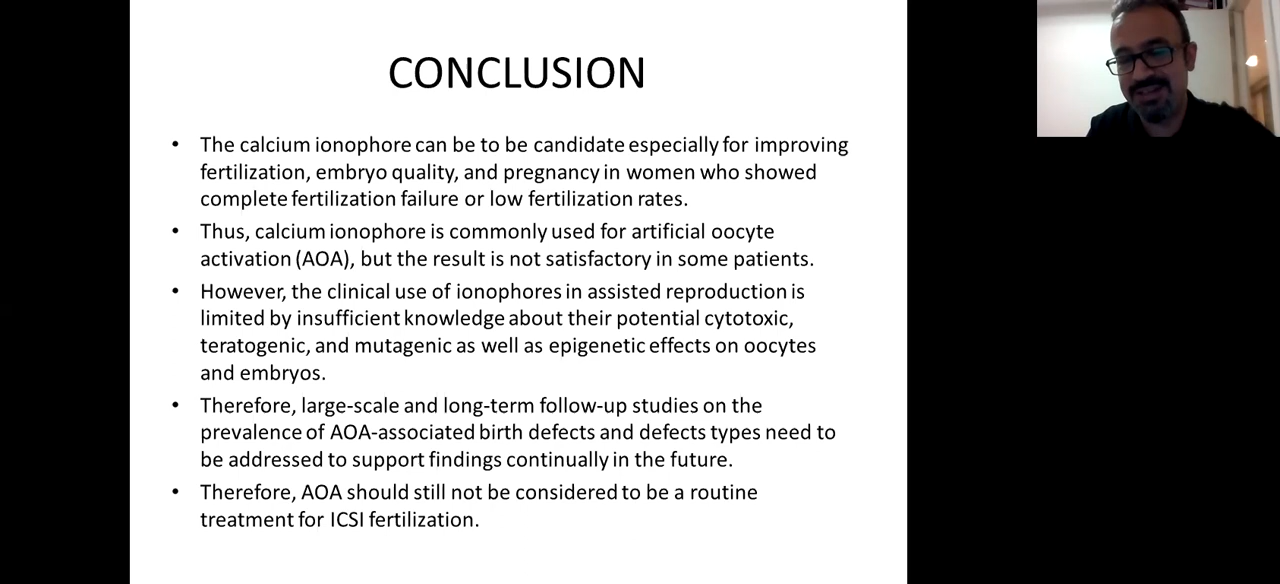 CONCLUSION
• The calcium ionophore can be to be candidate especially for improving
fertilization, embryo quality, and pregnancy in women who showed
complete fertilization failure or low fertilization rates.
• Thus, calcium ionophore is commonly used for artificial oocyte
activation (AOA), but the result is not satisfactory in some patients.
• However, the clinical use of ionophores in assisted reproduction is
limited by insufficient knowledge about their potential cytotoxic,
teratogenic, and mutagenic as well as epigenetic effects on oocytes
and embryos.
• Therefore, large-scale and long-term follow-up studies on the
prevalence of AOA-associated birth defects and defects types need to
be addressed to support findings continually in the future.
• Therefore, AOA should still not be considered to be a routine
treatment for ICSI fertilization.